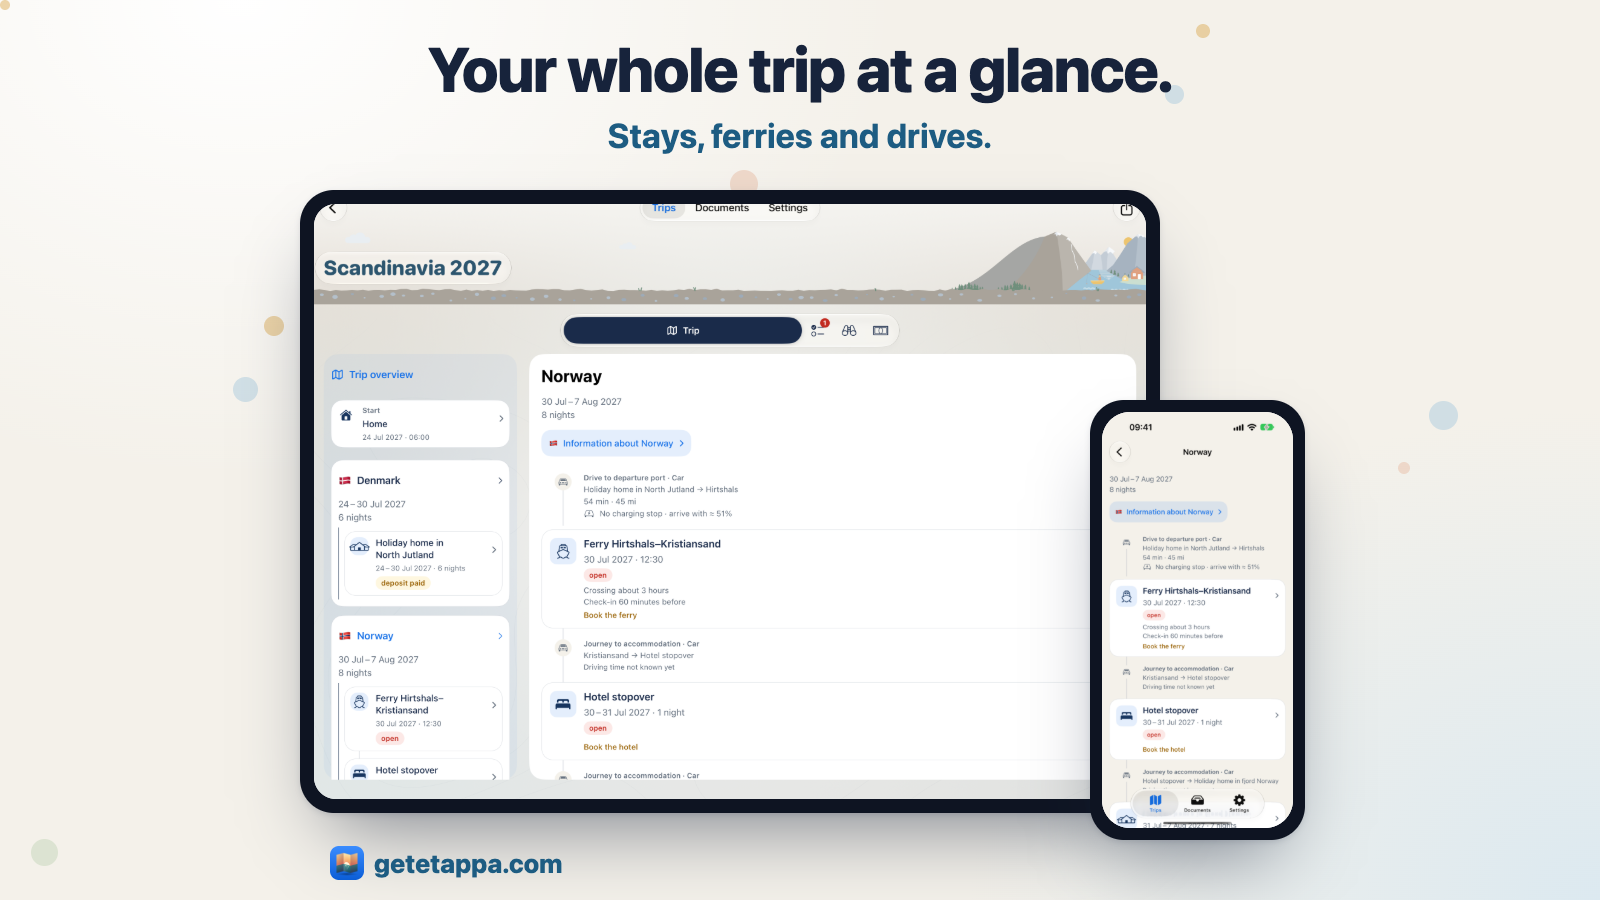 Your whole trip at a glance.
Stays, ferries and drives.
Trips Documents Settings
Scandinavia 2027
Trip
1
Trip overview
Start
Home
24 Jul 2027 · 06:00
Denmark
24–30 Jul 2027
6 nights
Holiday home in
North Jutland
24–30 Jul 2027 · 6 nights
deposit paid
Norway
30 Jul–7 Aug 2027
8 nights
Ferry Hirtshals–
Kristiansand
30 Jul 2027 · 12:30
open
Hotel stopover
Norway
30 Jul–7 Aug 2027
8 nights
Information about Norway
Drive to departure port · Car
Holiday home in North Jutland → Hirtshals
54 min · 45 mi
No charging stop · arrive with ≈ 51%
Ferry Hirtshals–Kristiansand
30 Jul 2027 · 12:30
open
Crossing about 3 hours
Check-in 60 minutes before
Book the ferry
Journey to accommodation · Car
Kristiansand → Hotel stopover
Driving time not known yet
Hotel stopover
30–31 Jul 2027 · 1 night
open
Book the hotel
Journey to accommodation · Car
09:41
Norway
30 Jul–7 Aug 2027
8 nights
Information about Norway
Drive to departure port · Car
Holiday home in North Jutland → Hirtshals
54 min · 45 mi
No charging stop · arrive with ≈ 51%
Ferry Hirtshals–Kristiansand
30 Jul 2027 · 12:30
open
Crossing about 3 hours
Check-in 60 minutes before
Book the ferry
Journey to accommodation · Car
Kristiansand → Hotel stopover
Driving time not known yet
Hotel stopover
30–31 Jul 2027 · 1 night
open
Book the hotel
Journey to accommodation · Car
Hotel stopover → Holiday home in fjord Norway
Trips Documents Settings
31 Jul–7 Aug 2027 · 7 nights
getetappa.com